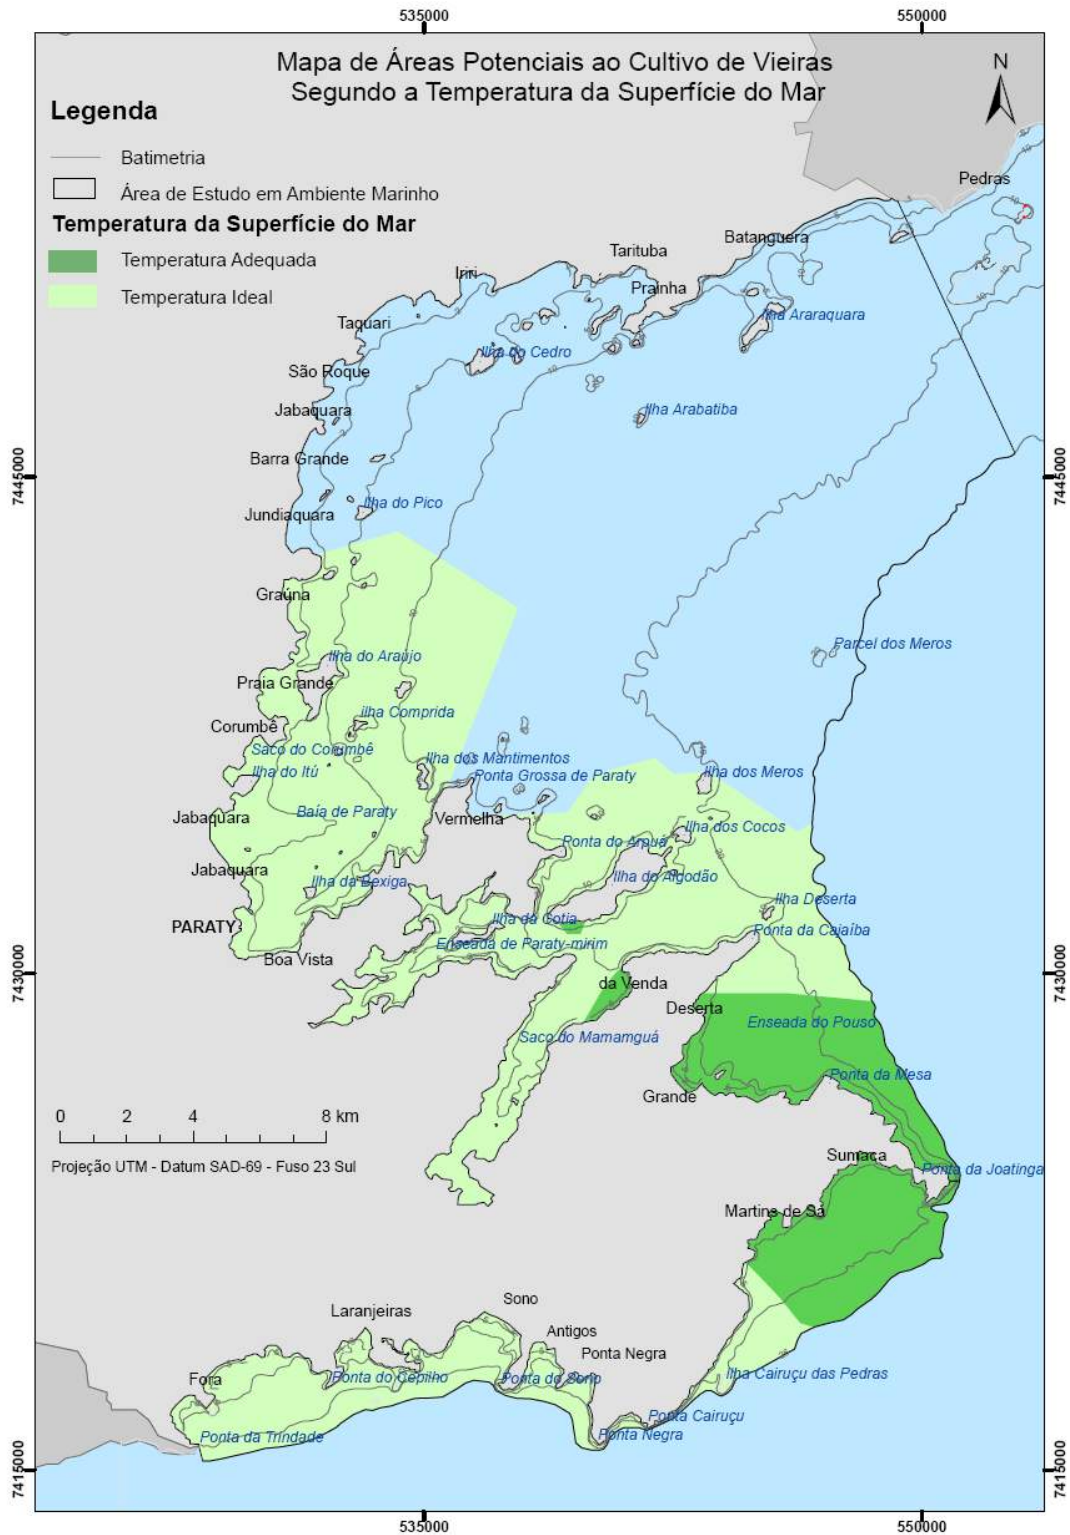 535000
550000
Mapa de Áreas Potenciais ao Cultivo de Vieiras
Segundo a Temperatura da Superfície do Mar
N
Legenda
Batimetria
Área de Estudo em Ambiente Marinho
Temperatura da Superfície do Mar
Temperatura Adequada
Temperatura Ideal
Pedras
Batanguera
Tarituba
Iriri
Prainha
Ilha Araraquara
Taquari
Ilha do Cedro
São Roque
Jabaquara
Ilha Arabatiba
Barra Grande
7445000
7445000
Ilha do Pico
Jundiaquara
Graúna
Parcel dos Meros
Ilha do Araújo
Praia Grande
ilha Comprida
Corumbê
Saco do Corumbê
Ilha dos Mantimentos
Ilha do Itú
Ponta Grossa de Paraty
Ilha dos Meros
Baía de Paraty
Jabaquara
Vermelha
Ilha dos Cocos
Ponta do Arpuá
Jabaquara
Ilha da Bexiga
Ilha do Algodão
Ilha Deserta
PARATY
Ilha da Cotia
Ponta da Cajaíba
Enseada de Paraty-mirim
Boa Vista
7430000
7430000
da Venda
Deserta
Enseada do Pouso
Saco do Mamamguá
Ponta da Mesa
Grande
0 2 4 8 km
Projeção UTM - Datum SAD-69 - Fuso 23 Sul
Sumaca
Ponta da Joatinga
Martins de Sá
Sono
Laranjeiras
Antigos
Ponta Negra
Fora
Ponta do Cepilho
Ponta do Sono
Ilha Cairuçu das Pedras
Ponta Cairuçu
Ponta da Trindade
Ponta Negra
7415000
7415000
535000
550000